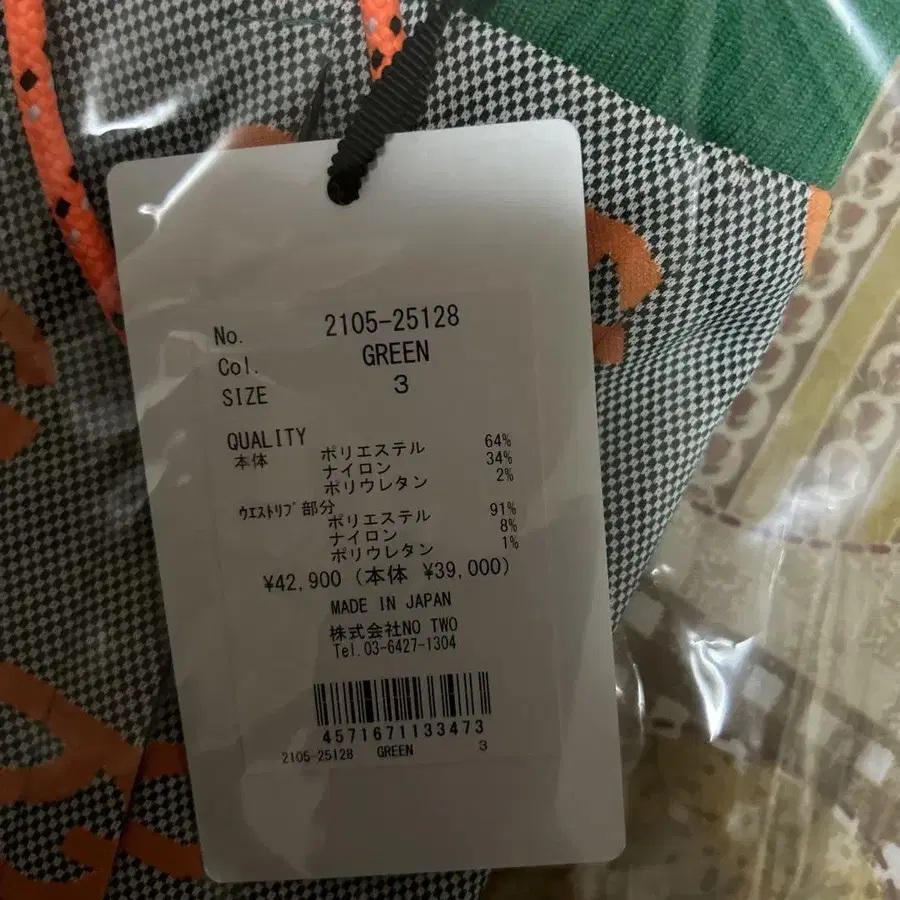 No. 2105-25128
Col. GREEN
SIZE 3
QUALITY
本体 ポリエステル 64%
ナイロン 34%
ポリウレタン 2%
ｳｴｽﾄﾘﾌﾞ部分
ポリエステル 91%
ナイロン 8%
ポリウレタン 1%
¥42,900 (本体 ¥39,000)
MADE IN JAPAN
株式会社NO TWO
Tel.03-6427-1304
4571671133473
2105-25128 GREEN 3